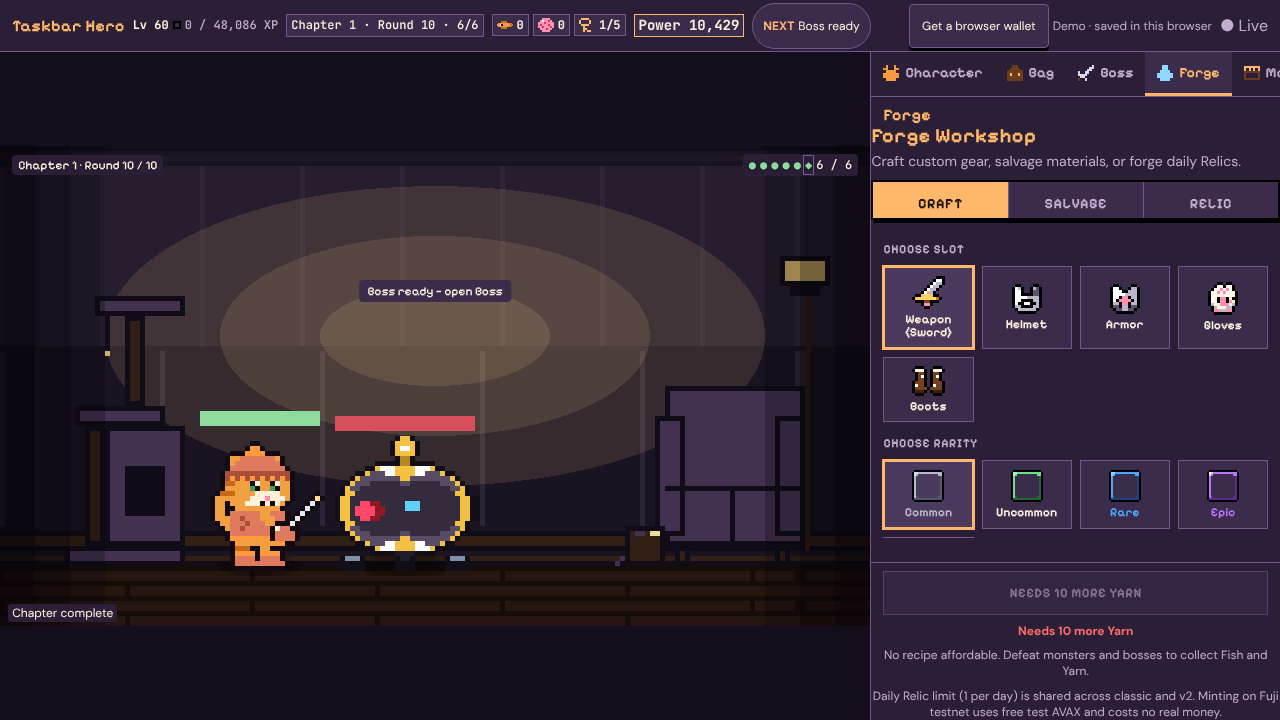 Taskbar Hero Lv 60 0 / 48,086 XP Chapter 1 · Round 10 · 6/6 0 0 1/5 Power 10,429 NEXT Boss ready Get a browser wallet Demo · saved in this browser Live
Character Bag Boss Forge
Forge
Forge Workshop
Craft custom gear, salvage materials, or forge daily Relics.
CRAFT SALVAGE RELIC
Chapter 1 · Round 10 / 10
6 / 6
Boss ready - open Boss
Chapter complete
CHOOSE SLOT
Weapon
(Sword)
Helmet
Armor
Gloves
Boots
CHOOSE RARITY
Common
Uncommon
Rare
Epic
NEEDS 10 MORE YARN
Needs 10 more Yarn
No recipe affordable. Defeat monsters and bosses to collect Fish and
Yarn.
Daily Relic limit (1 per day) is shared across classic and v2. Minting on Fuji
testnet uses free test AVAX and costs no real money.